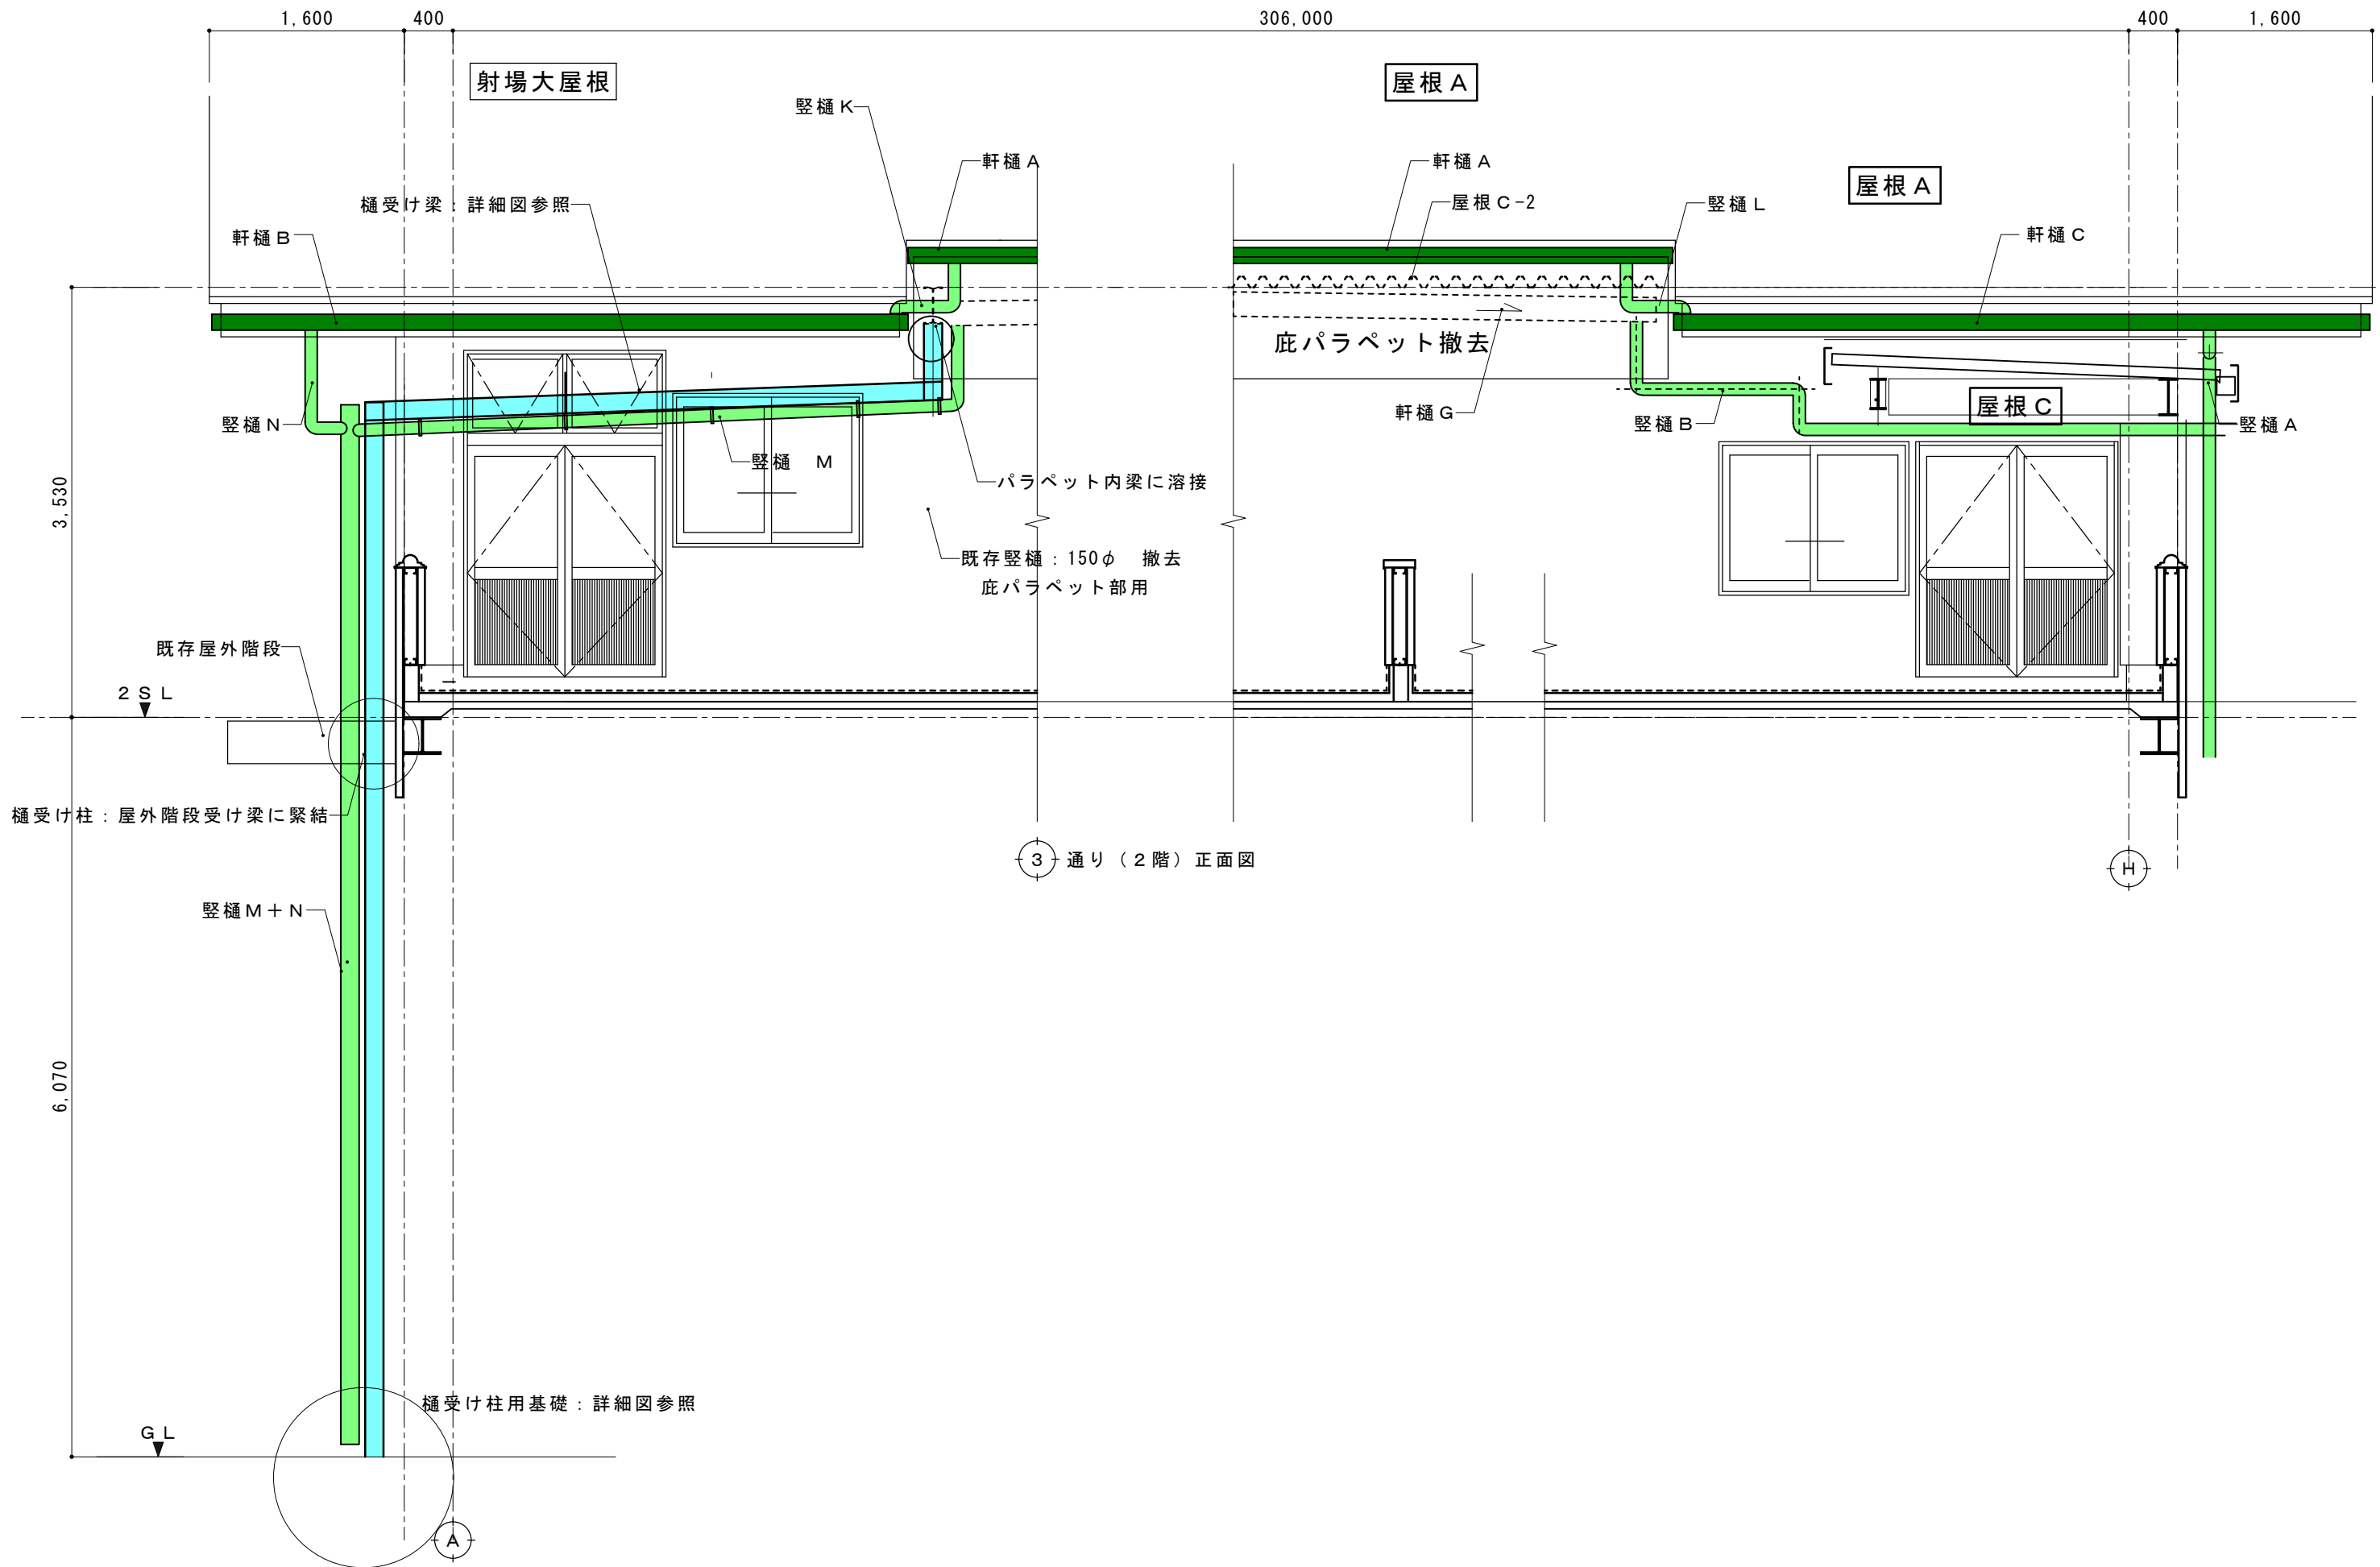 1,600
400
306,000
400
1,600
射場大屋根
屋根A
竪樋K
軒樋A
軒樋A
屋根A
樋受け梁:詳細図参照
屋根C-2
竪樋L
軒樋B
軒樋C
庇パラペット撤去
竪樋N
軒樋G
竪樋B
屋根C
竪樋A
竪樋 M
パラペット内梁に溶接
3,530
既存竪樋:150φ 撤去
庇パラペット部用
既存屋外階段
2SL
樋受け柱:屋外階段受け梁に緊結
3 通り(2階)正面図
H
竪樋M+N
6,070
樋受け柱用基礎:詳細図参照
GL
A